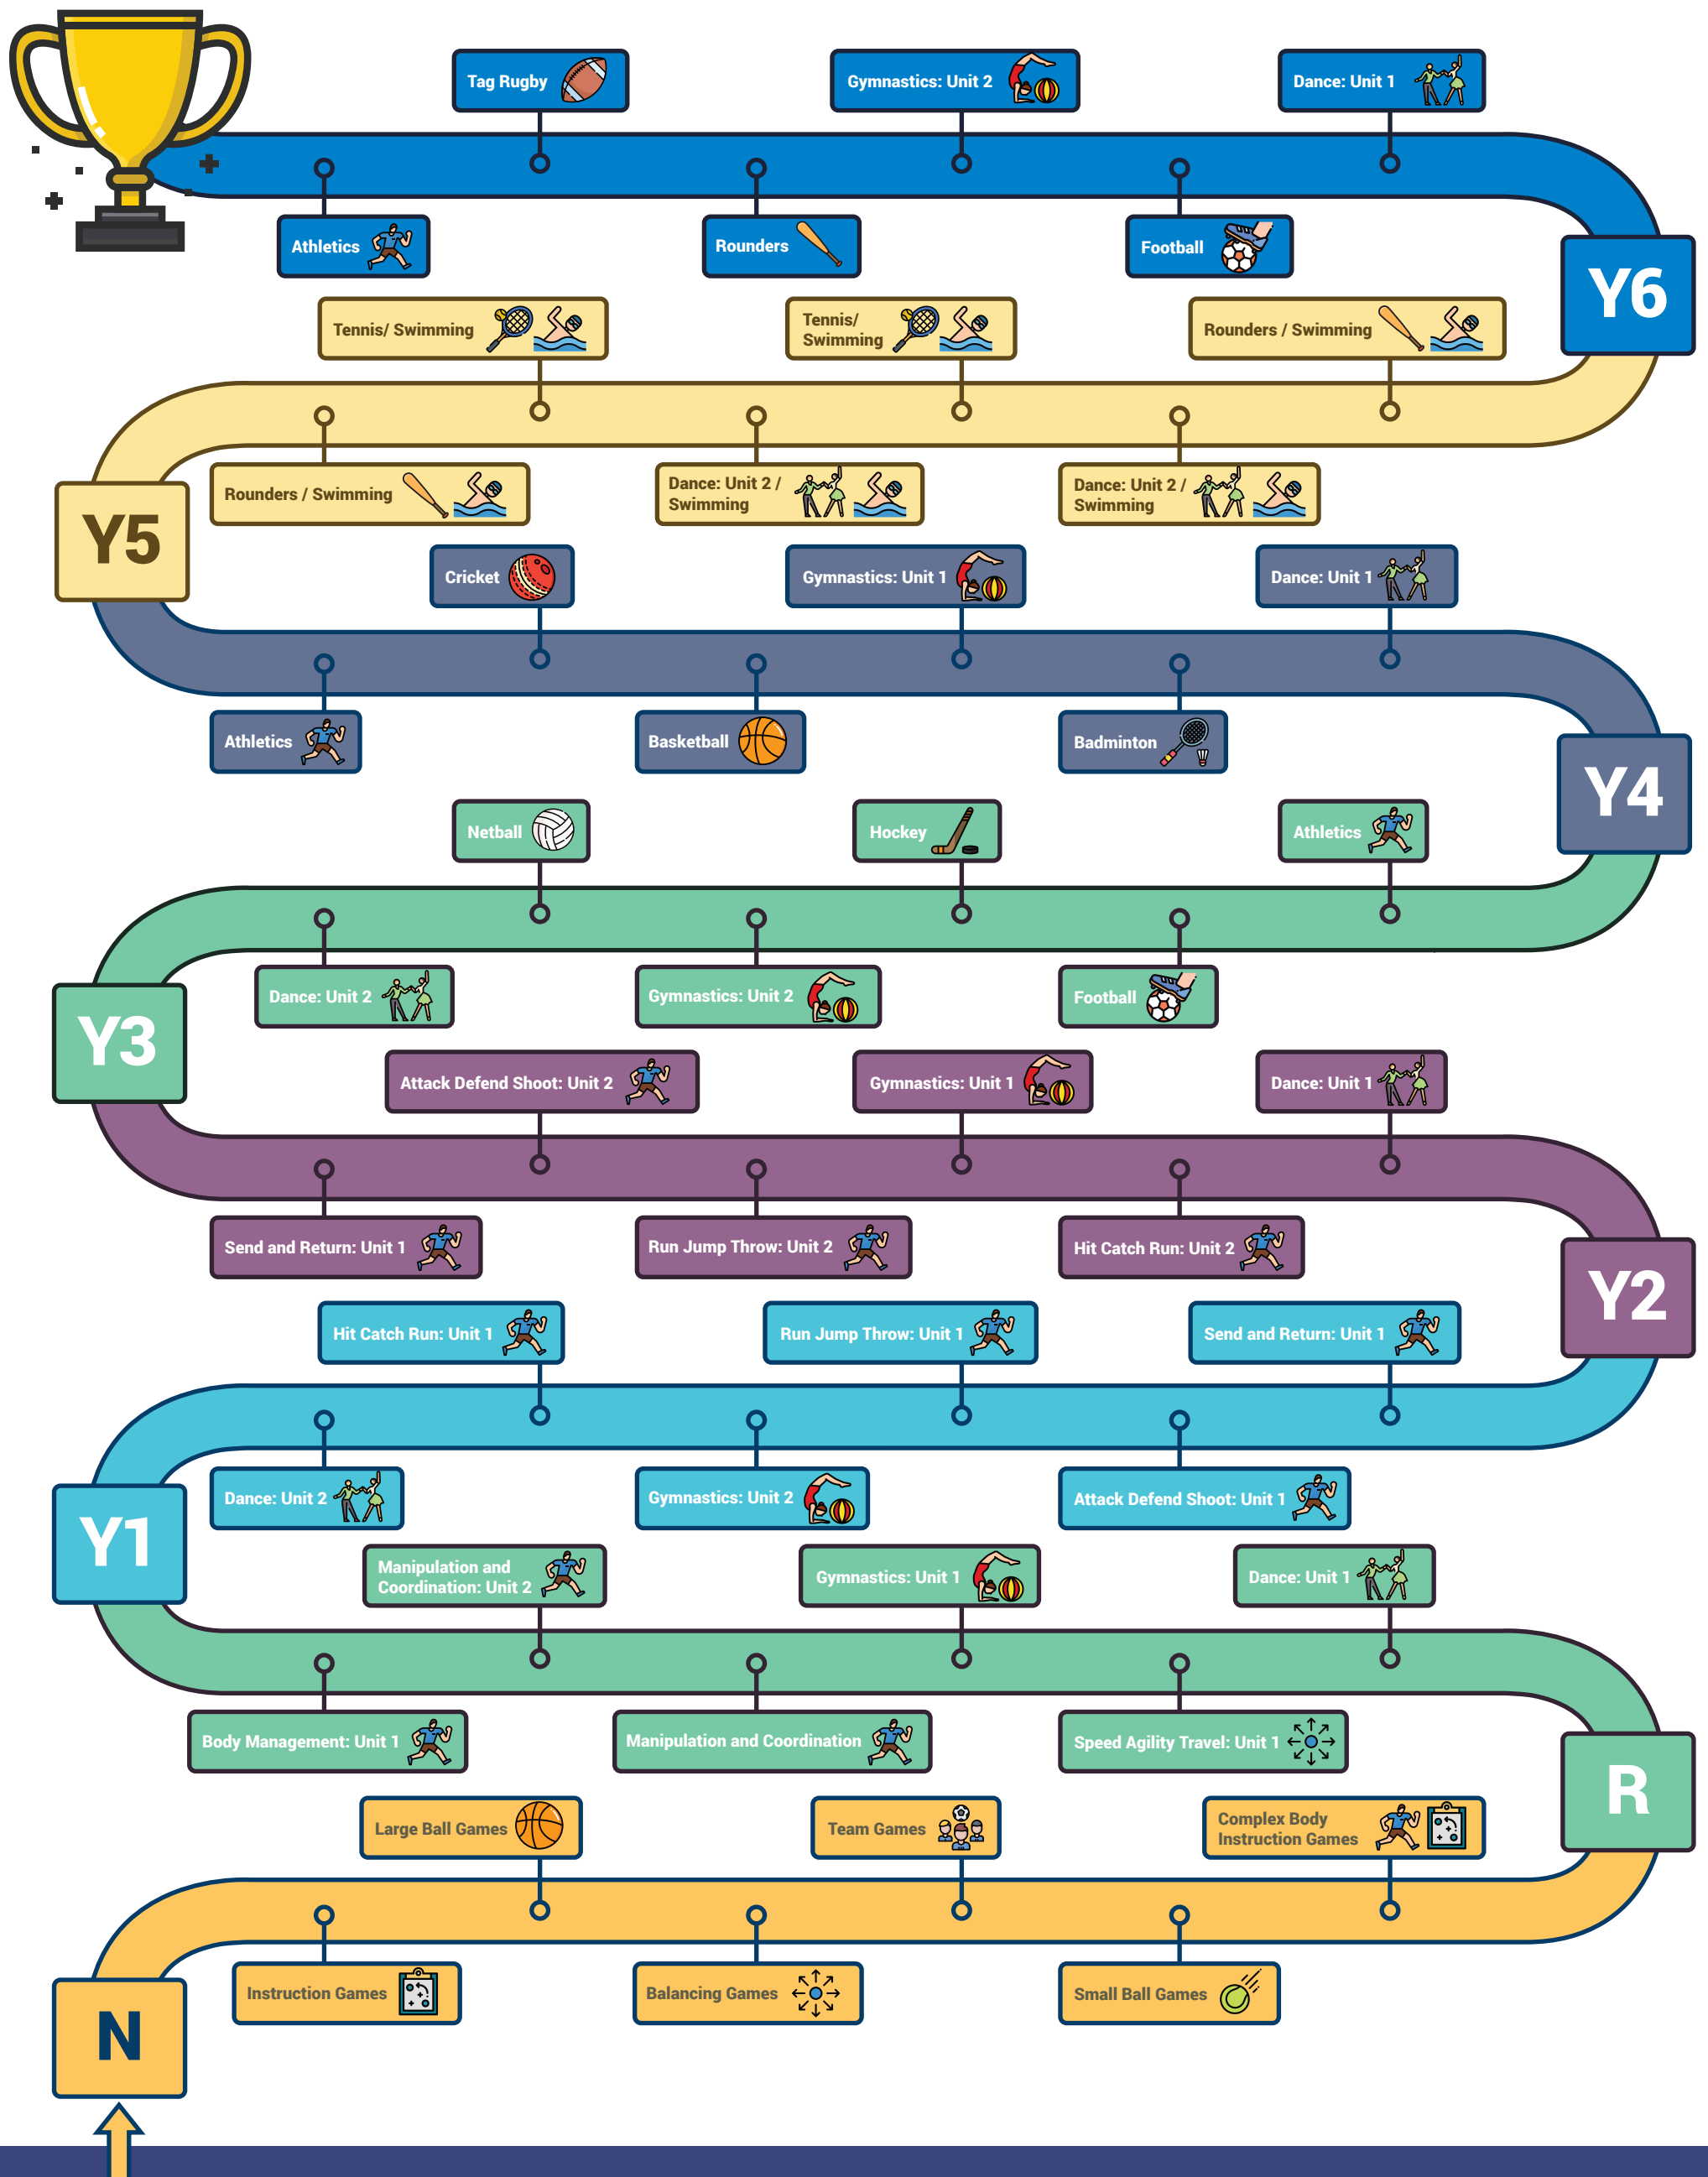 Tag Rugby
Gymnastics: Unit 2
Dance: Unit 1
Athletics
Rounders
Football
Y6
Tennis/ Swimming
Tennis/
Swimming
Rounders / Swimming
Rounders / Swimming
Dance: Unit 2 /
Swimming
Dance: Unit 2 /
Swimming
Y5
Cricket
Gymnastics: Unit 1
Dance: Unit 1
Athletics
Basketball
Badminton
Y4
Netball
Hockey
Athletics
Dance: Unit 2
Gymnastics: Unit 2
Football
Y3
Attack Defend Shoot: Unit 2
Gymnastics: Unit 1
Dance: Unit 1
Send and Return: Unit 1
Run Jump Throw: Unit 2
Hit Catch Run: Unit 2
Y2
Hit Catch Run: Unit 1
Run Jump Throw: Unit 1
Send and Return: Unit 1
Dance: Unit 2
Gymnastics: Unit 2
Attack Defend Shoot: Unit 1
Y1
Manipulation and
Coordination: Unit 2
Gymnastics: Unit 1
Dance: Unit 1
Body Management: Unit 1
Manipulation and Coordination
Speed Agility Travel: Unit 1
R
Large Ball Games
Team Games
Complex Body
Instruction Games
Instruction Games
Balancing Games
Small Ball Games
N